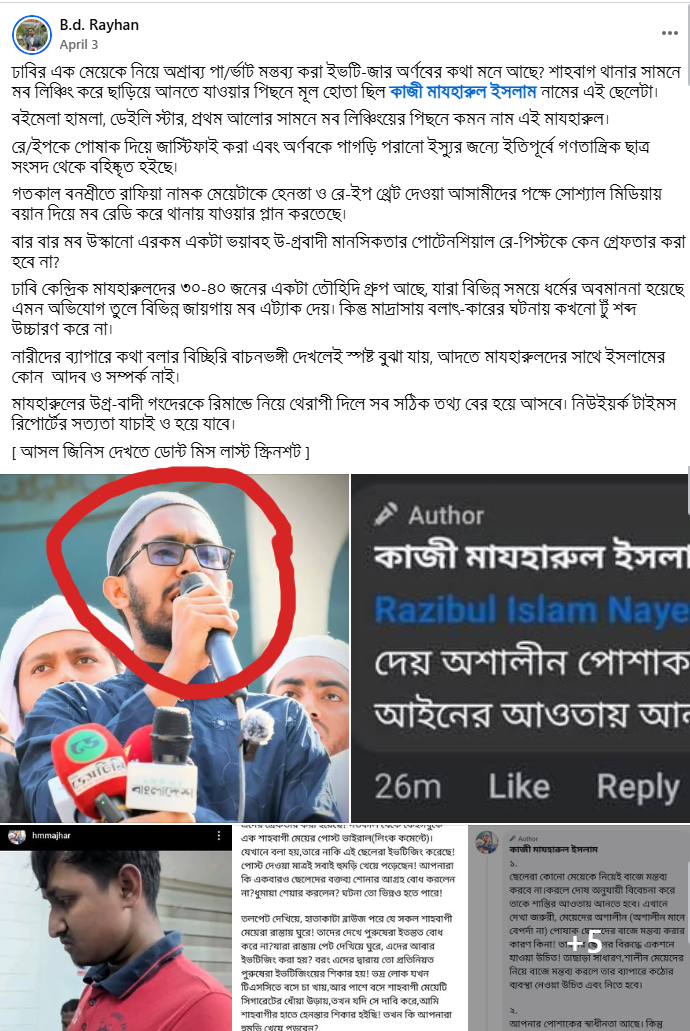 B.d. Rayhan
April 3
ঢাবির এক মেয়েকে নিয়ে অশ্রাব্য পা/র্ভাট মন্তব্য করা ইভটি-জার অর্ণবের কথা মনে আছে? শাহবাগ থানার সামনে
মব লিঞ্চিং করে ছাড়িয়ে আনতে যাওয়ার পিছনে মূল হোতা ছিল কাজী মাযহারুল ইসলাম নামের এই ছেলেটা।
বইমেলা হামলা, ডেইলি স্টার, প্রথম আলোর সামনে মব লিঞ্চিংয়ের পিছনে কমন নাম এই মাযহারুল।
রে/ইপকে পোষাক দিয়ে জাস্টিফাই করা এবং অর্ণবকে পাগড়ি পরানো ইস্যুর জন্যে ইতিপূর্বে গণতান্ত্রিক ছাত্র
সংসদ থেকে বহিষ্কৃত হইছে।
গতকাল বনশ্রীতে রাফিয়া নামক মেয়েটাকে হেনস্তা ও রে-ইপ থ্রেট দেওয়া আসামীদের পক্ষে সোশ্যাল মিডিয়ায়
বয়ান দিয়ে মব রেডি করে থানায় যাওয়ার প্লান করতেছে।
বার বার মব উস্কানো এরকম একটা ভয়াবহ উ-গ্রবাদী মানসিকতার পোটেনশিয়াল রে-পিস্টকে কেন গ্রেফতার করা
হবে না?
ঢাবি কেন্দ্রিক মাযহারুলদের ৩০-৪০ জনের একটা তৌহিদি গ্রুপ আছে, যারা বিভিন্ন সময়ে ধর্মের অবমাননা হয়েছে
এমন অভিযোগ তুলে বিভিন্ন জায়গায় মব এট্যাক দেয়। কিন্তু মাদ্রাসায় বলাৎ-কারের ঘটনায় কখনো টুঁ শব্দ
উচ্চারণ করে না।
নারীদের ব্যাপারে কথা বলার বিচ্ছিরি বাচনভঙ্গী দেখলেই স্পষ্ট বুঝা যায়, আদতে মাযহারুলদের সাথে ইসলামের
কোন আদব ও সম্পর্ক নাই।
মাযহারুলের উগ্র-বাদী গংদেরকে রিমান্ডে নিয়ে থেরাপী দিলে সব সঠিক তথ্য বের হয়ে আসবে। নিউইয়র্ক টাইমস
রিপোর্টের সত্যতা যাচাই ও হয়ে যাবে।
[ আসল জিনিস দেখতে ডোন্ট মিস লাস্ট স্ক্রিনশট ]
Author
কাজী মাযহারুল ইসলা
Razibul Islam Naye
দেয় অশালীন পোশাক
আইনের আওতায় আন
26m Like Reply
hmmajhar
এক শাহবাগী মেয়ের পোস্ট ভাইরাল(লিংক কমেন্টে)।
যেখানে বলা হয়,তারে নাকি এই ছেলেরা ইভটিজিং করেছে!
পোস্ট দেওয়া মাত্রই সবাই হুমড়ি খেয়ে পড়েছেন! আপনারা
কি একবারও ছেলেদের বক্তব্য শোনার আগ্রহ বোধ করলেন
না?ধুমায়া শেয়ার করলেন? ঘটনা তো ভিন্নও হতে পারে!
তলপেট দেখিয়ে, হাতাকাটা ব্লাউজ পরে যে সকল শাহবাগী
মেয়েরা রাস্তায় ঘুরে! তাদের দেখে পুরুষেরা ইতস্তত বোধ
করে না?যারা রাস্তায় পেট দেখিয়ে ঘুরে, এদের আবার
ইভটিজিং করা হয়? বরং এদের দ্বারায় তো প্রতিনিয়ত
পুরুষেরা ইভটিজিংয়ের শিকার হয়! ভদ্র লোক যখন
টিএসসিতে বসে চা খায়,আর পাশে বসে শাহবাগী মেয়েটি
সিগারেটের ধোঁয়া উড়ায়,তখন যদি সে দাবি করে,আমি
শাহবাগীর হাতে হেনস্তার শিকার হইছি! তখন কি আপনারা
হুমড়ি খেয়ে পড়বেন?
Author
কাজী মাযহারুল ইসলাম
১.
ছেলেরা কোনো মেয়েকে নিয়েই বাজে মন্তব্য
করবে না।করলে দোষ অনুযায়ী বিবেচনা করে
তাকে শাস্তির আওতায় আনতে হবে। এখানে
দেখা জরুরী, মেয়েদের অশালীন (অশালীন মানে
বেপর্দা না) পোষাক ছেলেদের বাজে মন্তব্য করার
কারণ কিনা! বিরুদ্ধে একশনে
যাওয়া উচিত! তাছাড়া সাধারণ,শালীন মেয়েদের
নিয়ে বাজে মন্তব্য করলে তার ব্যাপারে কঠোর
ব্যবস্থা নেওয়া উচিত এবং নিতে হবে।
+5
২.
আপনার পোশাকের স্বাধীনতা আছে। কিন্তু